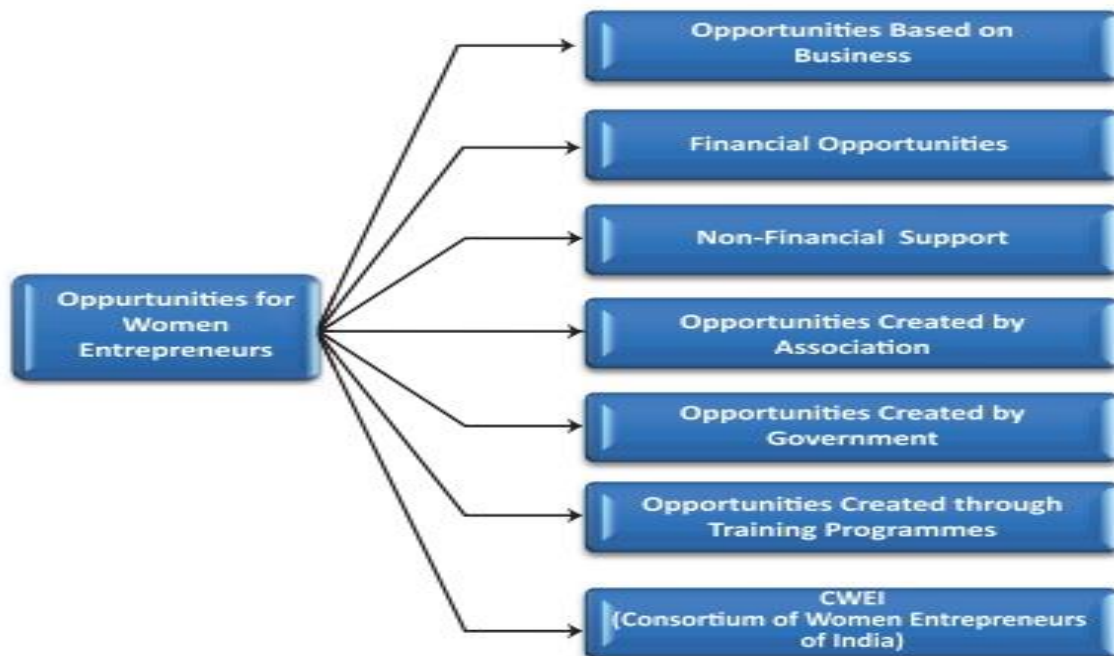 Oppurtunities for
Women
Entrepreneurs
Opportunities Based on
Business
Financial Opportunities
Non-Financial Support
Opportunities Created by
Association
Opportunities Created by
Government
Opportunities Created through
Training Programmes
CWEI
(Consortium of Women Entrepreneurs
of India)